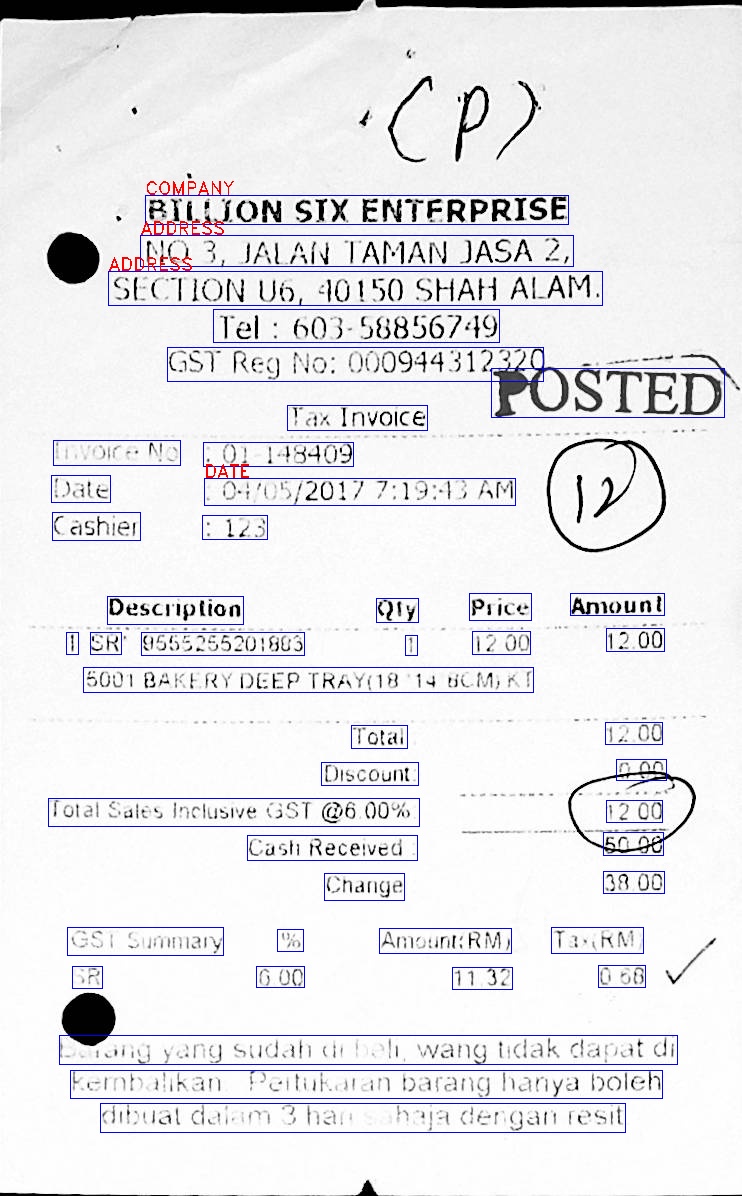 (P)
COMPANY
BILLION SIX ENTERPRISE
ADDRESS
NO 3, JALAN TAMAN JASA 2,
ADDRESS
SECTION U6, 40150 SHAH ALAM.
Tel : 603-58856749
GST Reg No: 000944312320
POSTED
Tax Invoice
Invoice No : 01-148409
DATE
Date : 04/05/2017 7:19:43 AM
12
Cashier : 123
Description Qty Price Amount
1 SR 9555255201803 1 12.00 12.00
5001 BAKERY DEEP TRAY(18 *14*8CM) KT
Total 12.00
Discount: 0.00
Total Sales Inclusive GST @6.00%: 12.00
Cash Received : 50.00
Change 38.00
GST Summary % Amount(RM) Tax(RM)
SR 6.00 11.32 0.68
Barang yang sudah di beli, wang tidak dapat di
kembalikan. Pertukaran barang hanya boleh
dibuat dalam 3 hari sahaja dengan resit